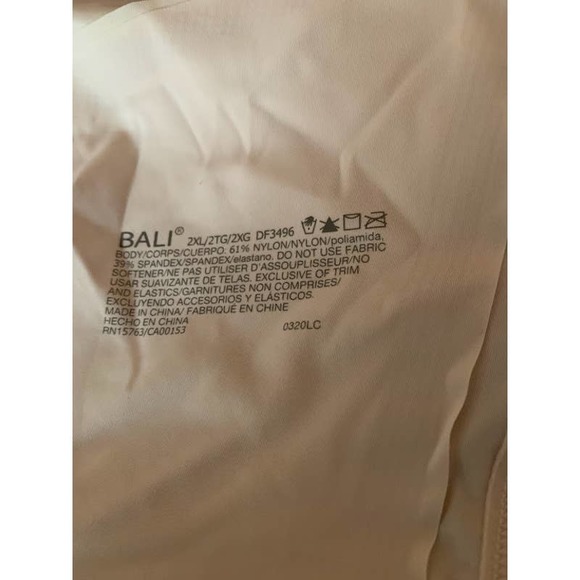 BALI® 2XL/2TG/2XG DF3496
BODY/CORPS/CUERPO. 61% NYLON/NYLON/poliamida,
39% SPANDEX/SPANDEX/elastano. DO NOT USE FABRIC
SOFTENER/NE PAS UTILISER D'ASSOUPLISSEUR/NO
USAR SUAVIZANTE DE TELAS. EXCLUSIVE OF TRIM
AND ELASTICS/GARNITURES NON COMPRISES/
EXCLUYENDO ACCESORIOS Y ELÁSTICOS.
MADE IN CHINA/ FABRIQUÉ EN CHINE
HECHO EN CHINA
RN15763/CA00153 0320LC